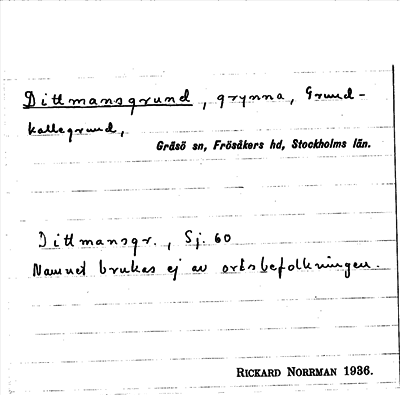 Dittmansgrund, grynna, Grund-
kallegrund,
Gräsö sn, Frösåkers hd, Stockholms län.
Dittmansgr., Sj. 60
Namnet brukas ej av ortsbefolkningen.
RICKARD NORRMAN 1936.